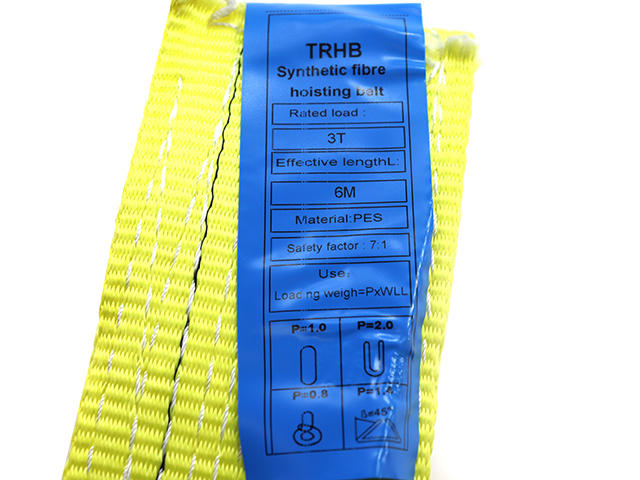 TRHB
Synthetic fibre
hoisting belt
Rated load :
3T
Effective lengthL:
6M
Material:PES
Safety factor : 7:1
Use:
Loading weigh=PxWLL
P=1.0 P=2.0
P=0.8
ß=45°